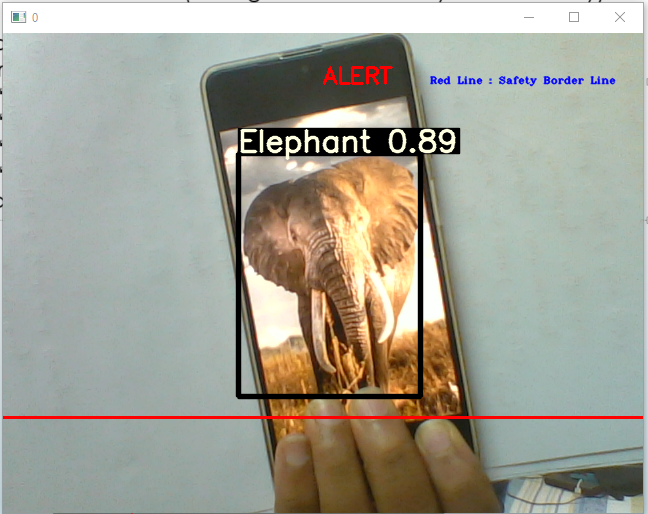 0
ALERT
Red Line : Safety Border Line
Elephant 0.89